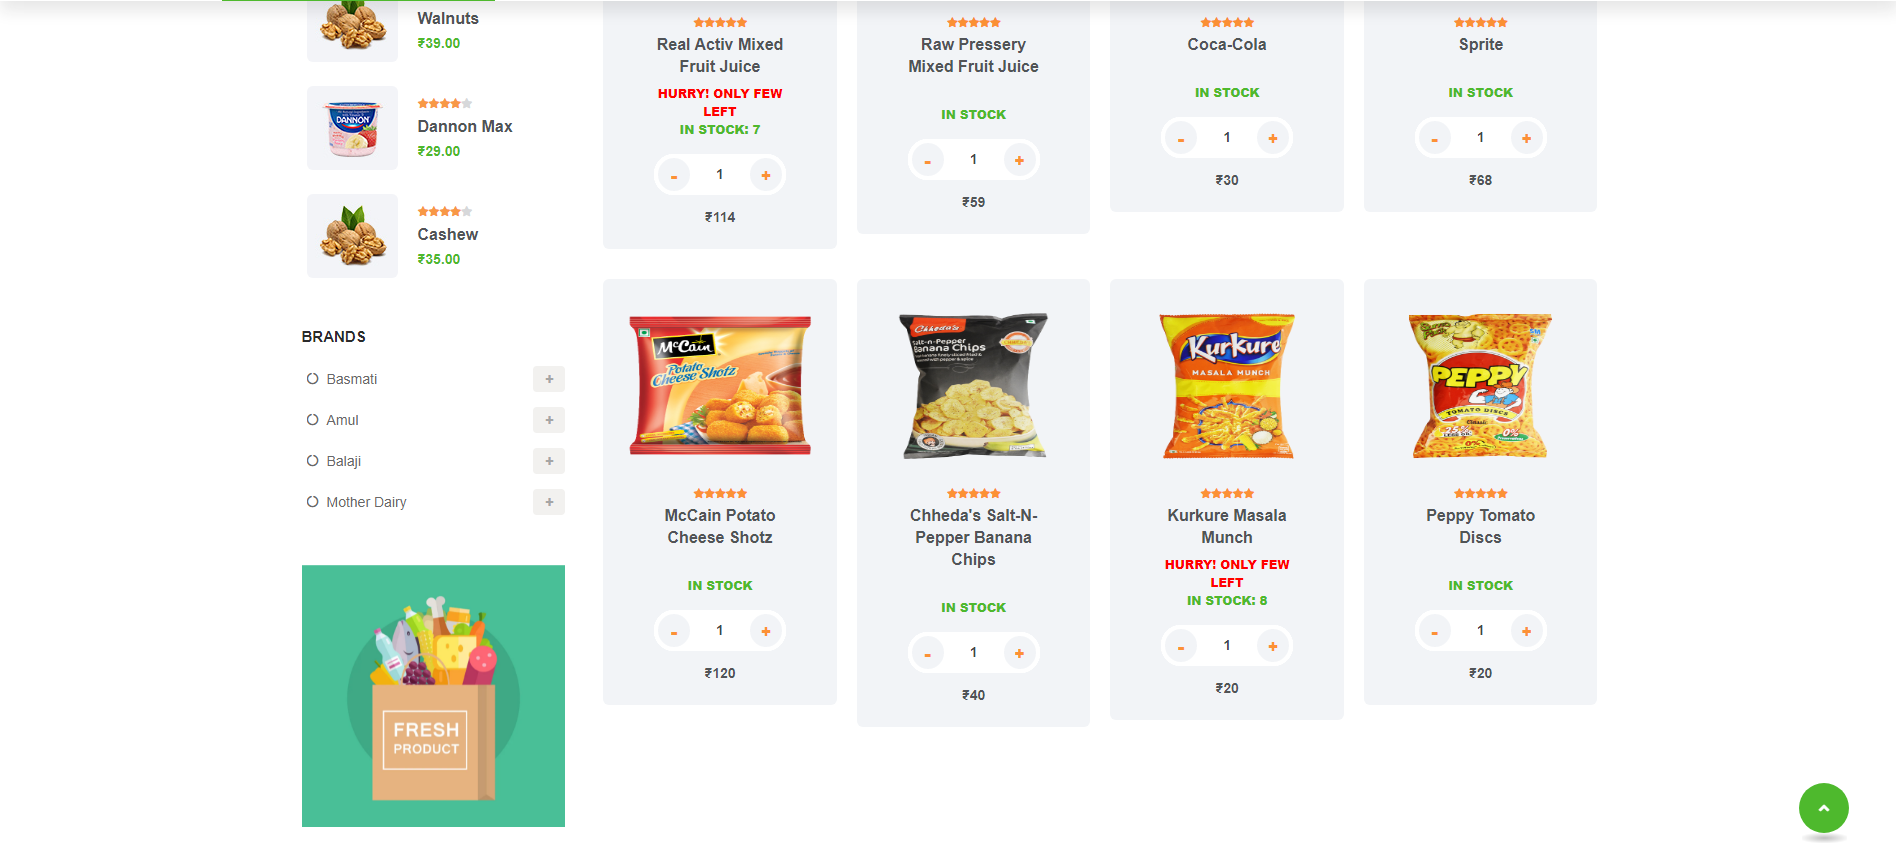 Walnuts
₹39.00
DANNON
Dannon Max
₹29.00
Cashew
₹35.00
BRANDS
Basmati
+
Amul
+
Balaji
+
Mother Dairy
+
FRESH
PRODUCT
Real Activ Mixed
Fruit Juice
HURRY! ONLY FEW
LEFT
IN STOCK: 7
- 1 +
₹114
Raw Pressery
Mixed Fruit Juice
IN STOCK
- 1 +
₹59
Coca-Cola
IN STOCK
- 1 +
₹30
Sprite
IN STOCK
- 1 +
₹68
McCain
Potato
Cheese Shotz
McCain Potato
Cheese Shotz
IN STOCK
- 1 +
₹120
Chheda's
Salt-n-Pepper
Banana Chips
Chheda's Salt-N-
Pepper Banana
Chips
IN STOCK
- 1 +
₹40
Kurkure
MASALA MUNCH
Kurkure Masala
Munch
HURRY! ONLY FEW
LEFT
IN STOCK: 8
- 1 +
₹20
PEPPY
TOMATO DISCS
Classic
25%
0%
0%
Peppy Tomato
Discs
IN STOCK
- 1 +
₹20